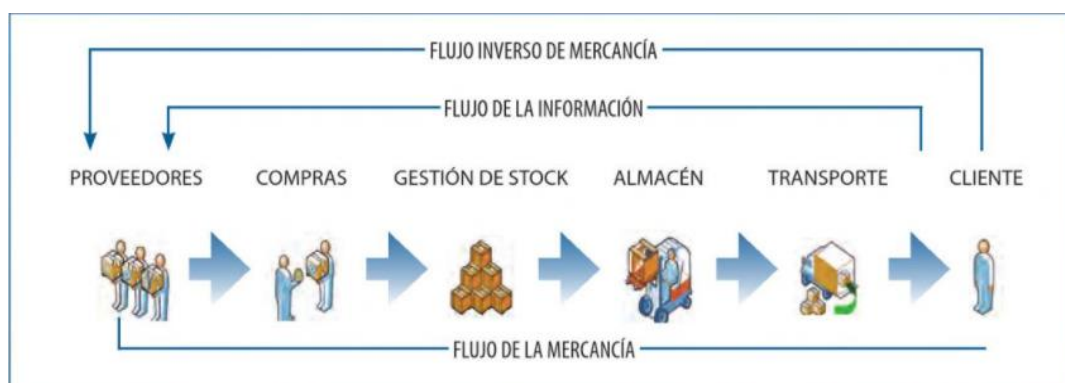 FLUJO INVERSO DE MERCANCÍA
FLUJO DE LA INFORMACIÓN
PROVEEDORES COMPRAS GESTIÓN DE STOCK ALMACÉN TRANSPORTE CLIENTE
FLUJO DE LA MERCANCÍA